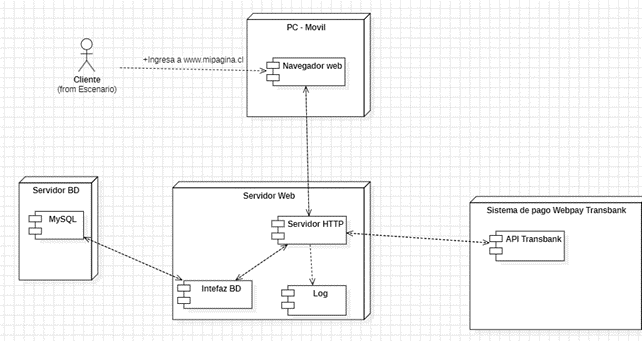 PC - Movil
+Ingresa a www.mipagina.cl
Navegador web
Cliente
(from Escenario)
Servidor BD
MySQL
Servidor Web
Servidor HTTP
Intefaz BD
Log
Sistema de pago Webpay Transbank
API Transbank